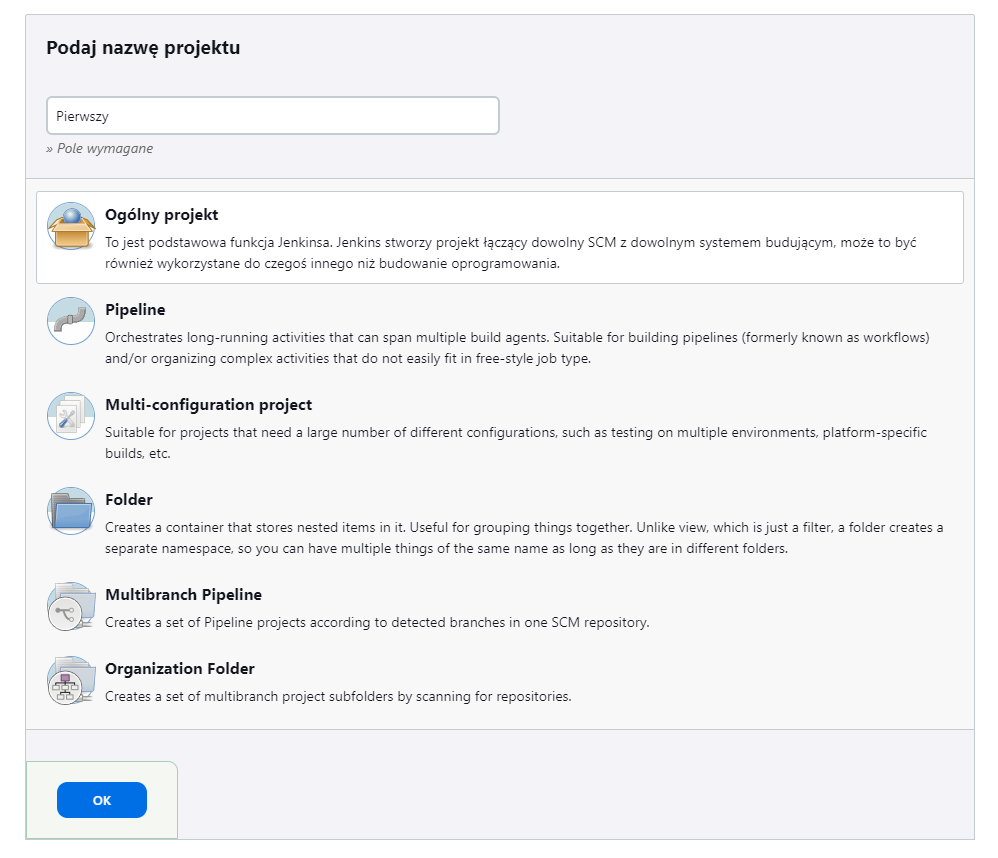 Podaj nazwę projektu
Pierwszy
» Pole wymagane
Ogólny projekt
To jest podstawowa funkcja Jenkinsa. Jenkins stworzy projekt łączący dowolny SCM z dowolnym systemem budującym, może to być
również wykorzystane do czegoś innego niż budowanie oprogramowania.
Pipeline
Orchestrates long-running activities that can span multiple build agents. Suitable for building pipelines (formerly known as workflows)
and/or organizing complex activities that do not easily fit in free-style job type.
Multi-configuration project
Suitable for projects that need a large number of different configurations, such as testing on multiple environments, platform-specific
builds, etc.
Folder
Creates a container that stores nested items in it. Useful for grouping things together. Unlike view, which is just a filter, a folder creates a
separate namespace, so you can have multiple things of the same name as long as they are in different folders.
Multibranch Pipeline
Creates a set of Pipeline projects according to detected branches in one SCM repository.
Organization Folder
Creates a set of multibranch project subfolders by scanning for repositories.
OK